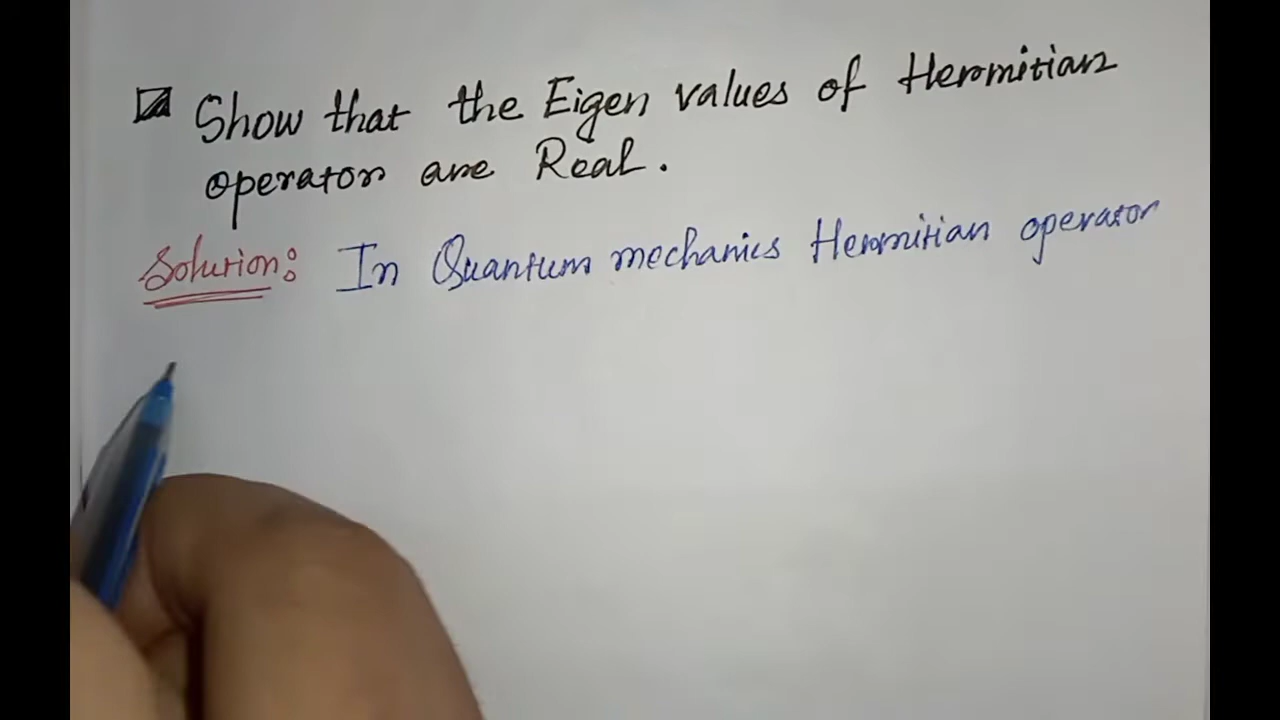 Show that the Eigen values of Hermitian
operator are Real.
Solution: In Quantum mechanics Hermitian operator